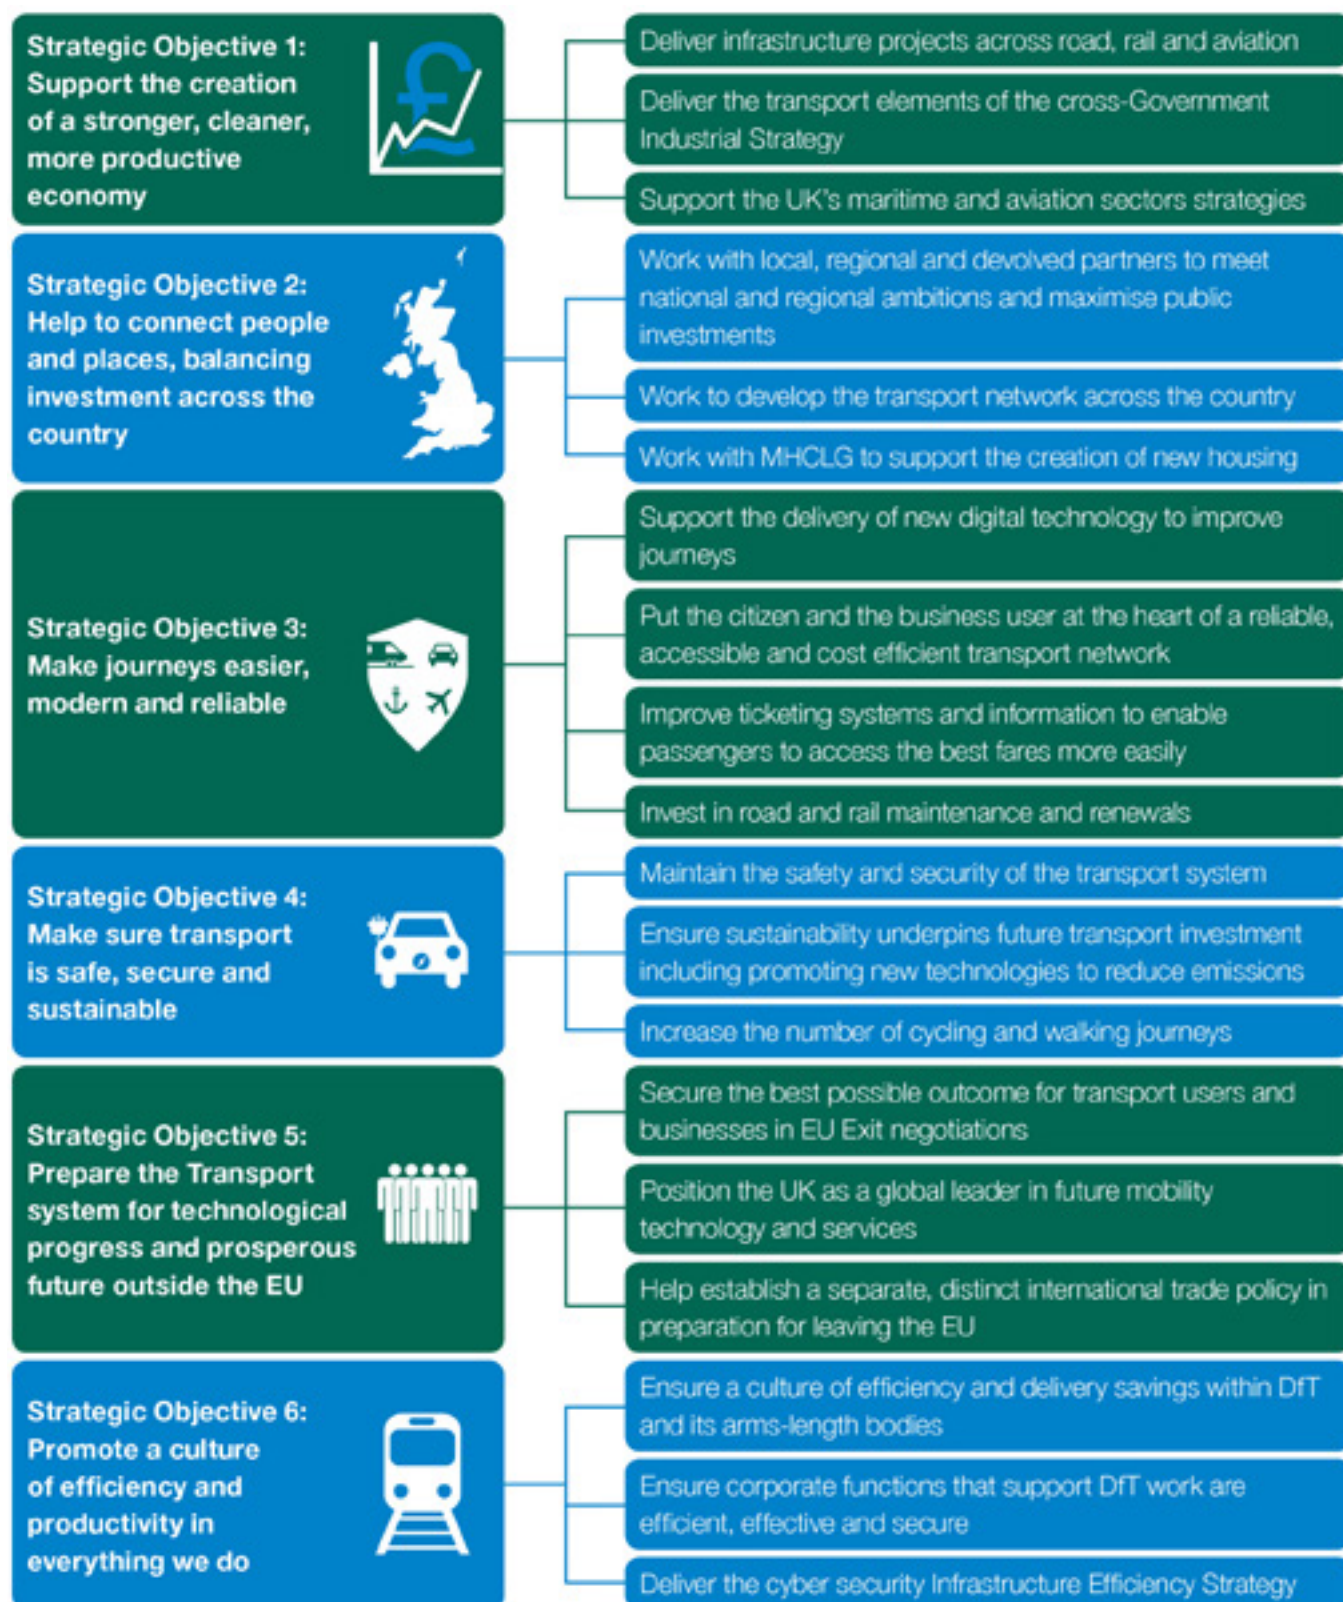 Strategic Objective 1:
Support the creation
of a stronger, cleaner,
more productive
economy
Deliver infrastructure projects across road, rail and aviation
Deliver the transport elements of the cross-Government
Industrial Strategy
Support the UK's maritime and aviation sectors strategies
Strategic Objective 2:
Help to connect people
and places, balancing
investment across the
country
Work with local, regional and devolved partners to meet
national and regional ambitions and maximise public
investments
Work to develop the transport network across the country
Work with MHCLG to support the creation of new housing
Strategic Objective 3:
Make journeys easier,
modern and reliable
Support the delivery of new digital technology to improve
journeys
Put the citizen and the business user at the heart of a reliable,
accessible and cost efficient transport network
Improve ticketing systems and information to enable
passengers to access the best fares more easily
Invest in road and rail maintenance and renewals
Strategic Objective 4:
Make sure transport
is safe, secure and
sustainable
Maintain the safety and security of the transport system
Ensure sustainability underpins future transport investment
including promoting new technologies to reduce emissions
Increase the number of cycling and walking journeys
Strategic Objective 5:
Prepare the Transport
system for technological
progress and prosperous
future outside the EU
Secure the best possible outcome for transport users and
businesses in EU Exit negotiations
Position the UK as a global leader in future mobility
technology and services
Help establish a separate, distinct international trade policy in
preparation for leaving the EU
Strategic Objective 6:
Promote a culture
of efficiency and
productivity in
everything we do
Ensure a culture of efficiency and delivery savings within DfT
and its arms-length bodies
Ensure corporate functions that support DfT work are
efficient, effective and secure
Deliver the cyber security Infrastructure Efficiency Strategy